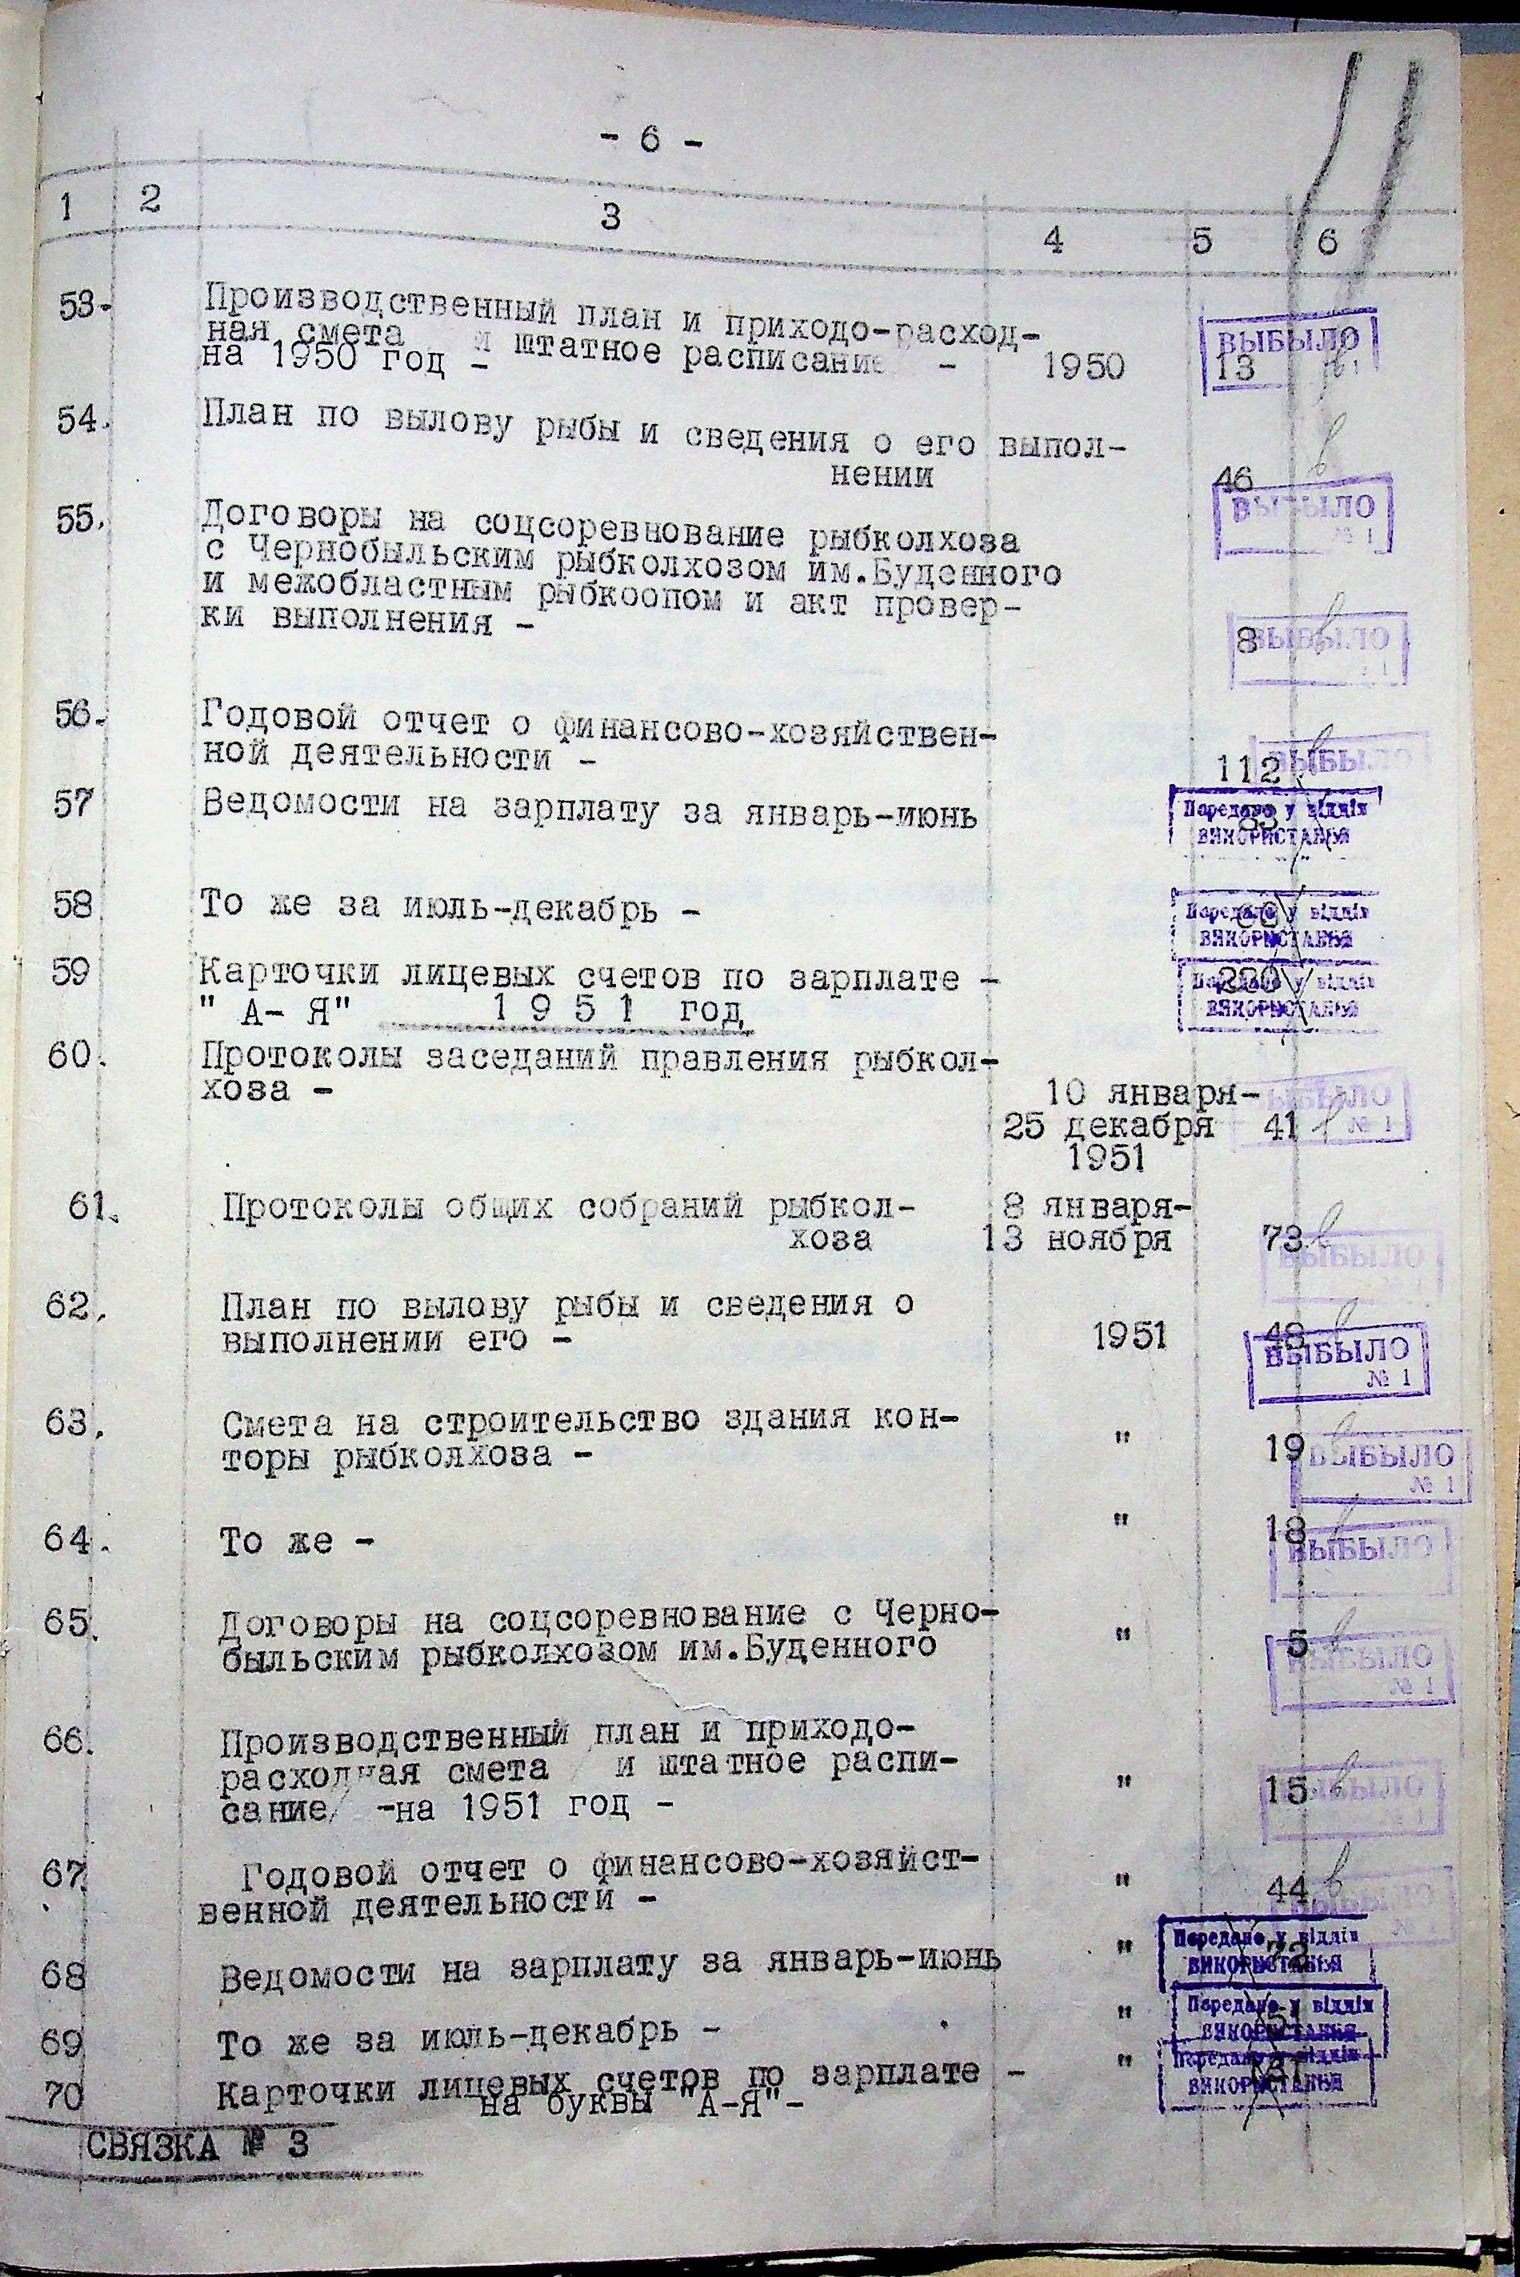 - 6 -
1 2 3 4 5 6
53. Производственный план и приходо-расход-
ная смета и штатное расписание -
на 1950 год - 1950 13
ВЫБЫЛО
№ 1
54. План по вылову рыбы и сведения о его выпол-
нении 46
ВЫБЫЛО
№ 1
55. Договоры на соцсоревнование рыбколхоза
с Чернобыльским рыбколхозом им.Буденного
и межобластным рыбкоопом и акт провер-
ки выполнения - 8
ВЫБЫЛО
№ 1
56. Годовой отчет о финансово-хозяйствен-
ной деятельности - 112
ВЫБЫЛО
57 Ведомости на зарплату за январь-июнь
Передано у відділ
ВИКОРИСТАННЯ
58 То же за июль-декабрь -
Передано у відділ
ВИКОРИСТАННЯ
59 Карточки лицевых счетов по зарплате -
" А- Я" 1 9 5 1 год
Передано у відділ
ВИКОРИСТАННЯ
60. Протоколы заседаний правления рыбкол-
хоза - 10 января-
25 декабря 41
1951
ВЫБЫЛО
№ 1
61. Протоколы общих собраний рыбкол- 8 января-
хоза 13 ноября 73
ВЫБЫЛО
62. План по вылову рыбы и сведения о
выполнении его - 1951 48
ВЫБЫЛО
№ 1
63. Смета на строительство здания кон-
торы рыбколхоза - " 19
ВЫБЫЛО
№ 1
64. То же - " 18
ВЫБЫЛО
65. Договоры на соцсоревнование с Черно-
быльским рыбколхозом им.Буденного " 5
ВЫБЫЛО
№ 1
66. Производственный план и приходо-
расходная смета и штатное распи-
сание -на 1951 год - " 15
ВЫБЫЛО
№ 1
67. Годовой отчет о финансово-хозяйст-
венной деятельности - " 44
ВЫБЫЛО
№ 1
68 Ведомости на зарплату за январь-июнь "
Передано у відділ
ВИКОРИСТАННЯ
69 То же за июль-декабрь - "
Передано у відділ
ВИКОРИСТАННЯ
70 Карточки лицевых счетов по зарплате - "
на буквы "А-Я"-
Передано у відділ
ВИКОРИСТАННЯ
СВЯЗКА № 3